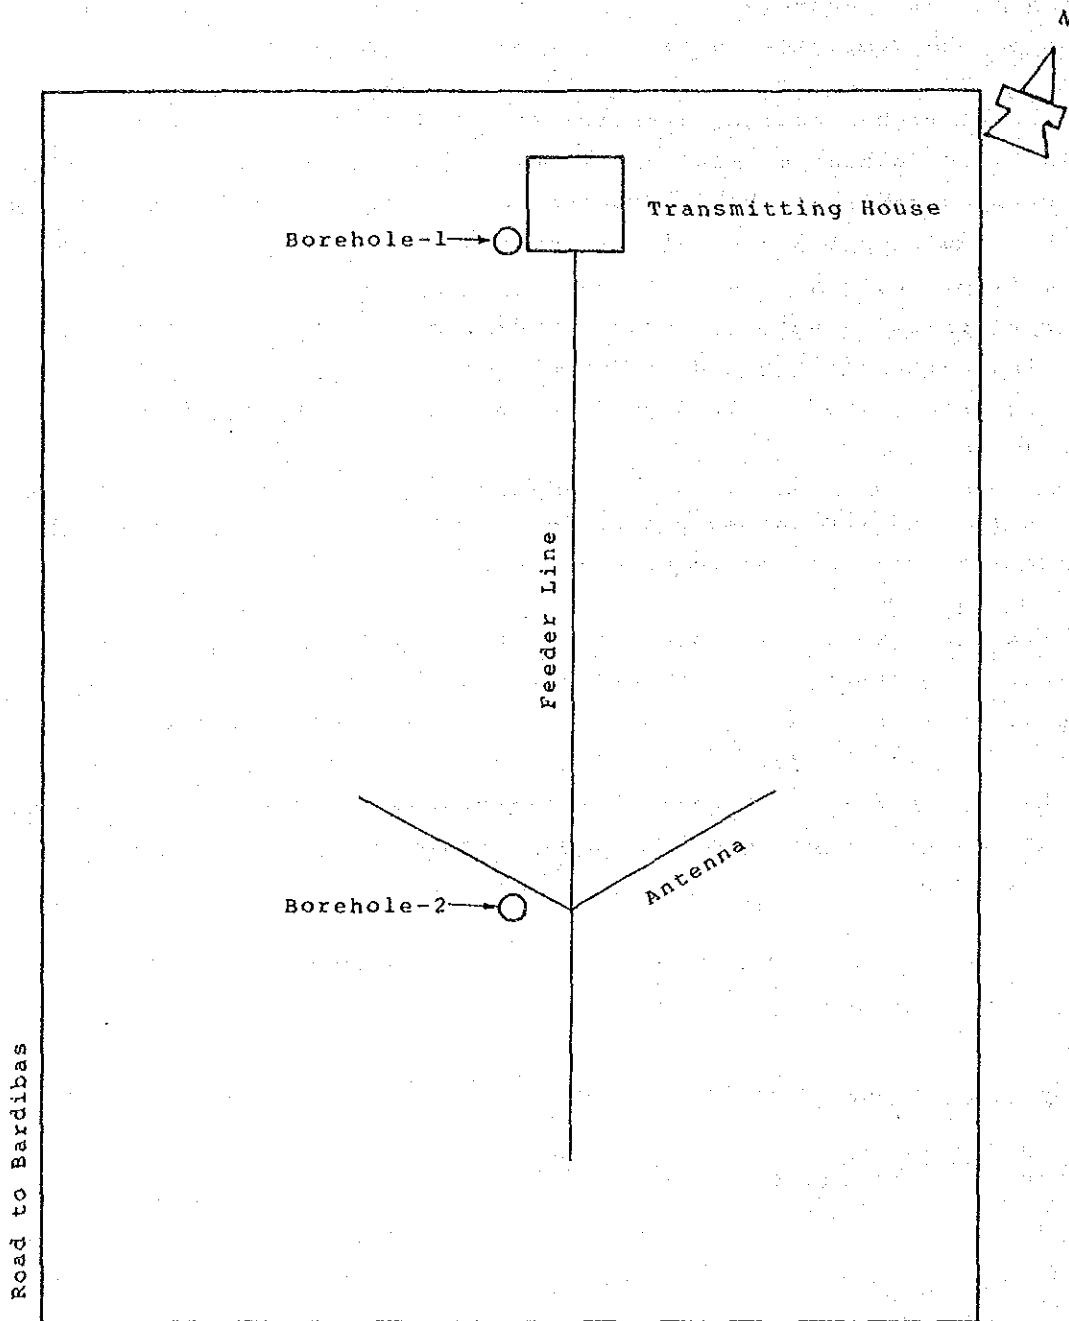 N
Transmitting House
Borehole-1
Feeder Line
Antenna
Borehole-2
Road to Bardibas